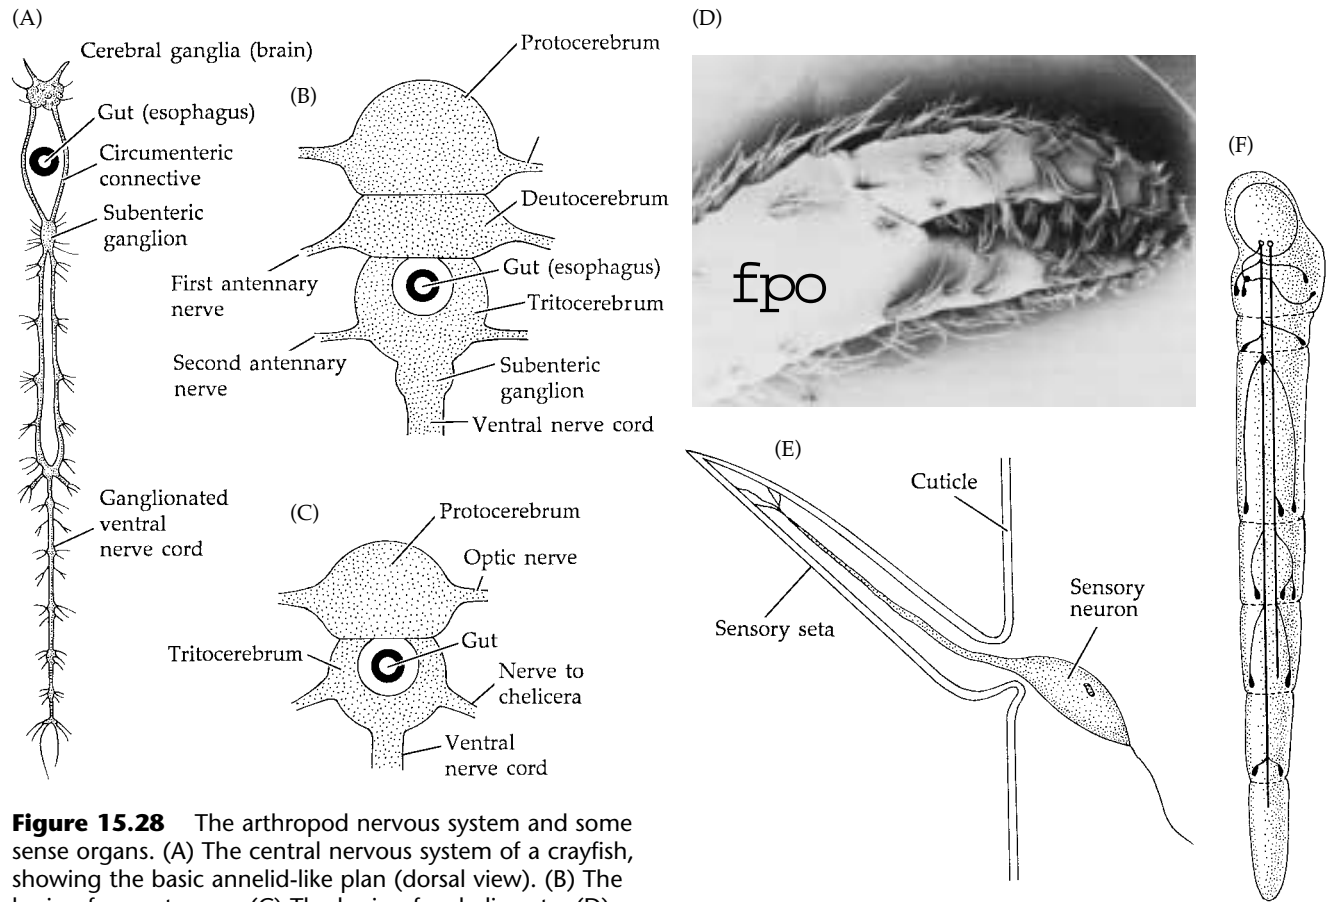 (A)
Cerebral ganglia (brain)
Gut (esophagus)
Circumenteric
connective
Subenteric
ganglion
Ganglionated
ventral
nerve cord
(B)
Protocerebrum
Deutocerebrum
First antennary
nerve
Gut (esophagus)
Tritocerebrum
Second antennary
nerve
Subenteric
ganglion
Ventral nerve cord
(C)
Protocerebrum
Optic nerve
Tritocerebrum
Gut
Nerve to
chelicera
Ventral
nerve cord
(D)
fpo
(E)
Cuticle
Sensory
neuron
Sensory seta
(F)
Figure 15.28 The arthropod nervous system and some
sense organs. (A) The central nervous system of a crayfish,
showing the basic annelid-like plan (dorsal view). (B) The